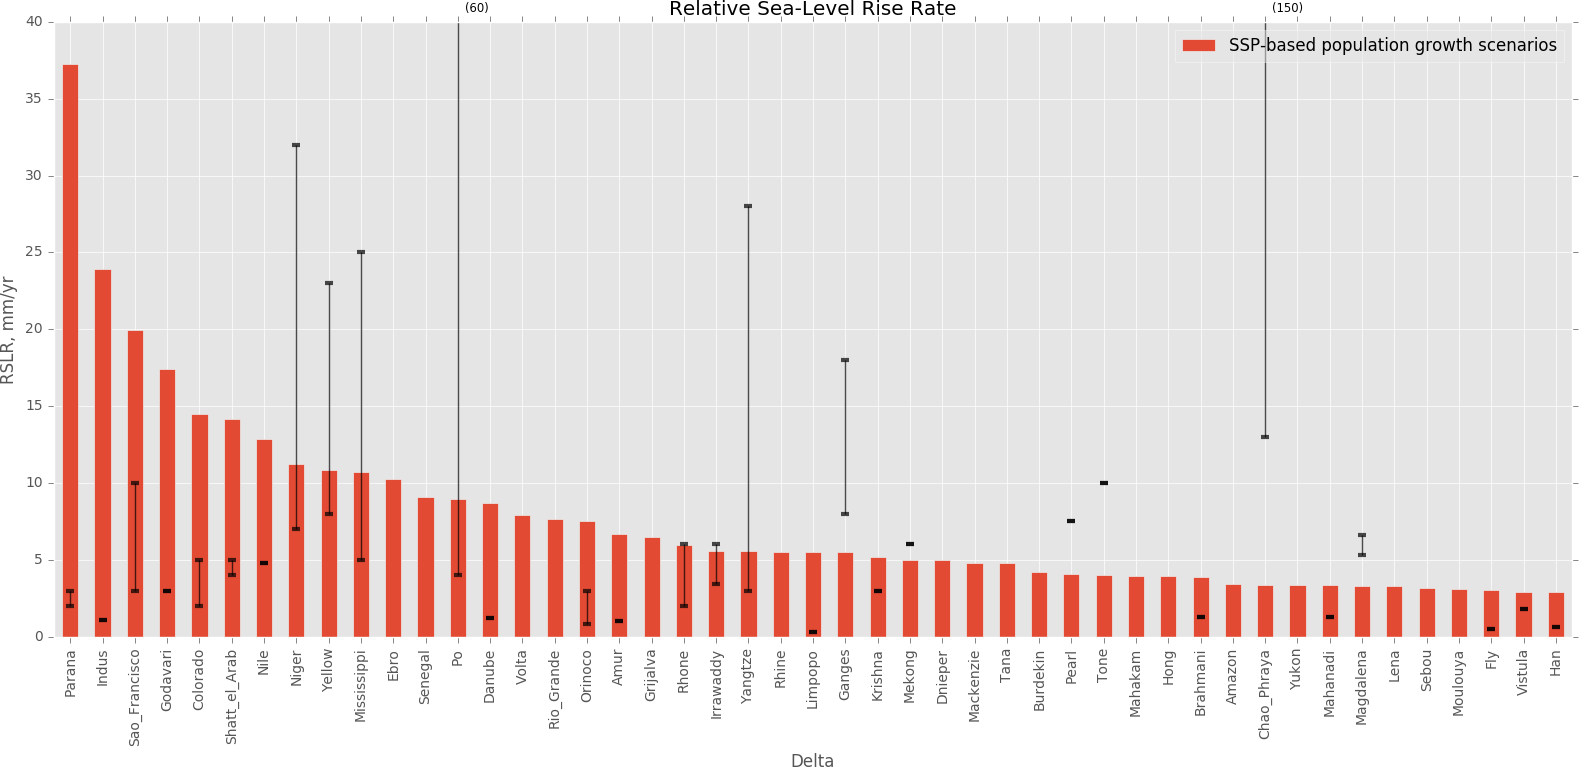 (60)
Relative Sea-Level Rise Rate
(150)
SSP-based population growth scenarios
RSLR, mm/yr
40
35
30
25
20
15
10
5
0
Parana
Indus
Sao_Francisco
Godavari
Colorado
Shatt_el_Arab
Nile
Niger
Yellow
Mississippi
Ebro
Senegal
Po
Danube
Volta
Rio_Grande
Orinoco
Amur
Grijalva
Rhone
Irrawaddy
Yangtze
Rhine
Limpopo
Ganges
Krishna
Mekong
Dnieper
Mackenzie
Tana
Burdekin
Pearl
Tone
Mahakam
Hong
Brahmani
Amazon
Chao_Phraya
Yukon
Mahanadi
Magdalena
Lena
Sebou
Moulouya
Fly
Vistula
Han
Delta